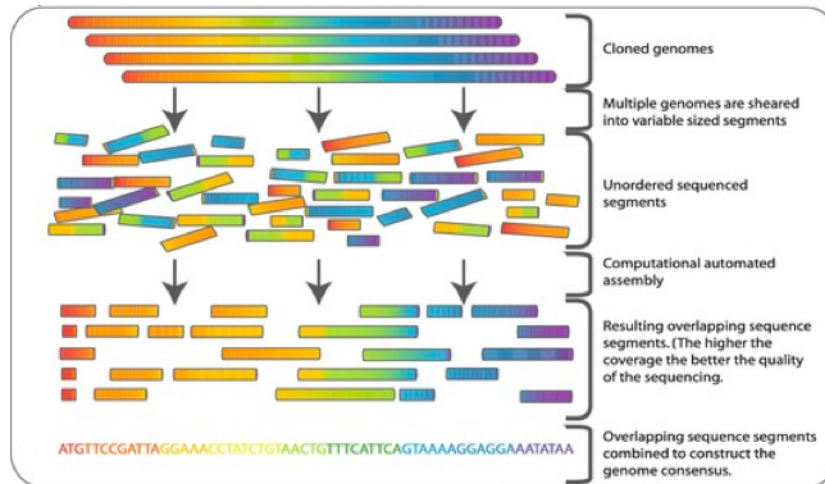 Cloned genomes
Multiple genomes are sheared
into variable sized segments
Unordered sequenced
segments
Computational automated
assembly
Resulting overlapping sequence
segments. (The higher the
coverage the better the quality
of the sequencing.
ATGTTCCGATTAGGAAACCTATCTGTAACTGTTTCATTCAGTAAAAGGAGGAAATATAA
Overlapping sequence segments
combined to construct the
genome consensus.